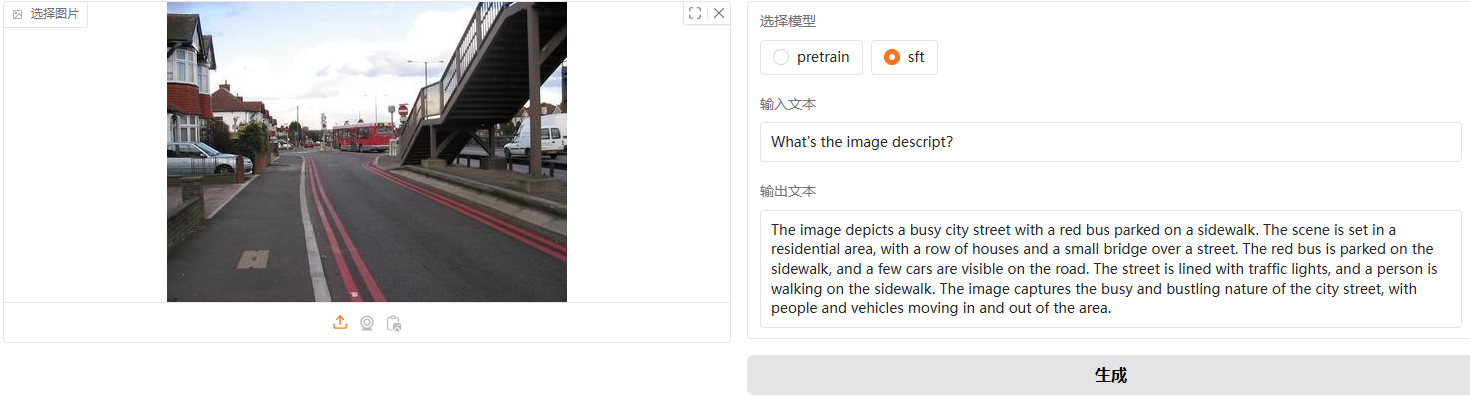 选择图片
选择模型
pretrain
sft
输入文本
What's the image descript?
输出文本
The image depicts a busy city street with a red bus parked on a sidewalk. The scene is set in a
residential area, with a row of houses and a small bridge over a street. The red bus is parked on the
sidewalk, and a few cars are visible on the road. The street is lined with traffic lights, and a person is
walking on the sidewalk. The image captures the busy and bustling nature of the city street, with
people and vehicles moving in and out of the area.
生成